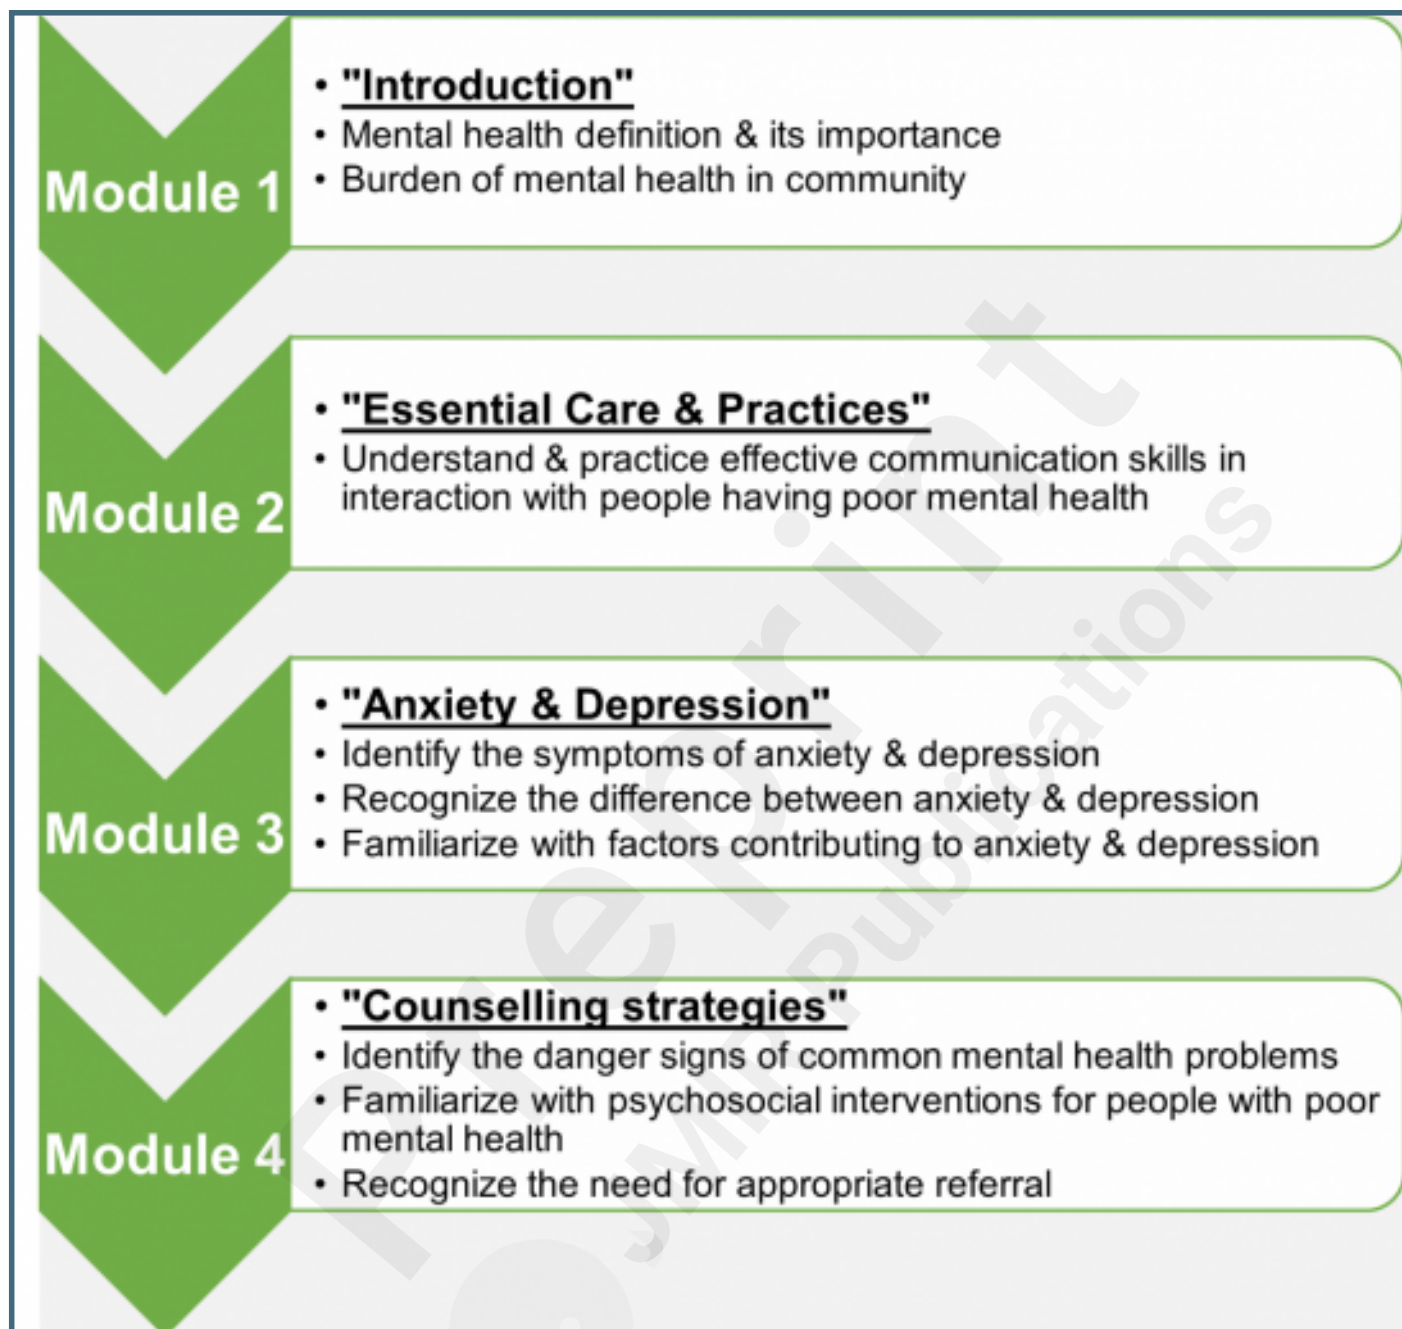 Module 1
• "Introduction"
• Mental health definition & its importance
• Burden of mental health in community
Module 2
• "Essential Care & Practices"
• Understand & practice effective communication skills in
interaction with people having poor mental health
Module 3
• "Anxiety & Depression"
• Identify the symptoms of anxiety & depression
• Recognize the difference between anxiety & depression
• Familiarize with factors contributing to anxiety & depression
Module 4
• "Counselling strategies"
• Identify the danger signs of common mental health problems
• Familiarize with psychosocial interventions for people with poor
mental health
• Recognize the need for appropriate referral
Preprint
JMIR Publications